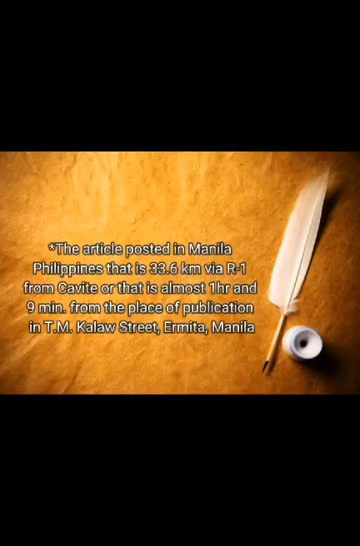 *The article posted in Manila
Philippines that is 33.6 km via R-1
from Cavite or that is almost 1hr and
9 min. from the place of publication
in T.M. Kalaw Street, Ermita, Manila